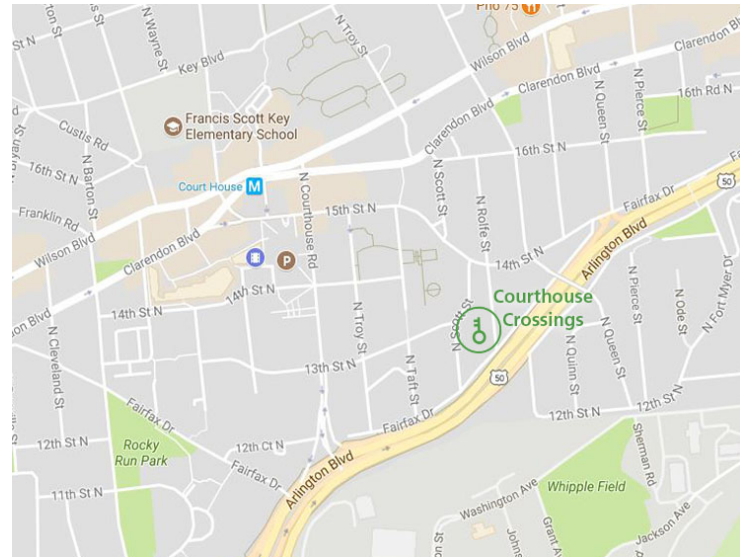 Pho 75
N Wayne St
Key Blvd
N Troy St
Wilson Blvd
Clarendon Blvd
N Queen St
N Pierce St
16th Rd N
Clarendon Blvd
Francis Scott Key
Elementary School
Custis Rd
16th St N
N Barton St
16th St N
Court House
M
N Courthouse Rd
N Scott St
N Rolfe St
Fairfax Dr
50
Franklin Rd
15th St N
Wilson Blvd
Clarendon Blvd
14th St N
Arlington Blvd
P
14th St N
14th St N
Courthouse
Crossings
N Pierce St
N Ode St
N Fort Myer Dr
N Cleveland St
N Troy St
N Scott St
13th St N
N Taft St
N Quinn St
N Queen St
50
12th St N
Fairfax Dr
12th St N
Fairfax Dr
Rocky
Run Park
12th Ct N
Fairfax Dr
Arlington Blvd
Sherman Rd
11th St N
Washington Ave
Whipple Field
Grant Ave
Jackson Ave